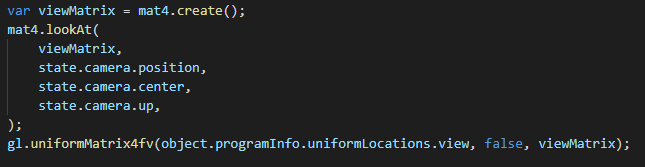 var viewMatrix = mat4.create();
mat4.lookAt(
    viewMatrix,
    state.camera.position,
    state.camera.center,
    state.camera.up,
);
gl.uniformMatrix4fv(object.programInfo.uniformLocations.view, false, viewMatrix);